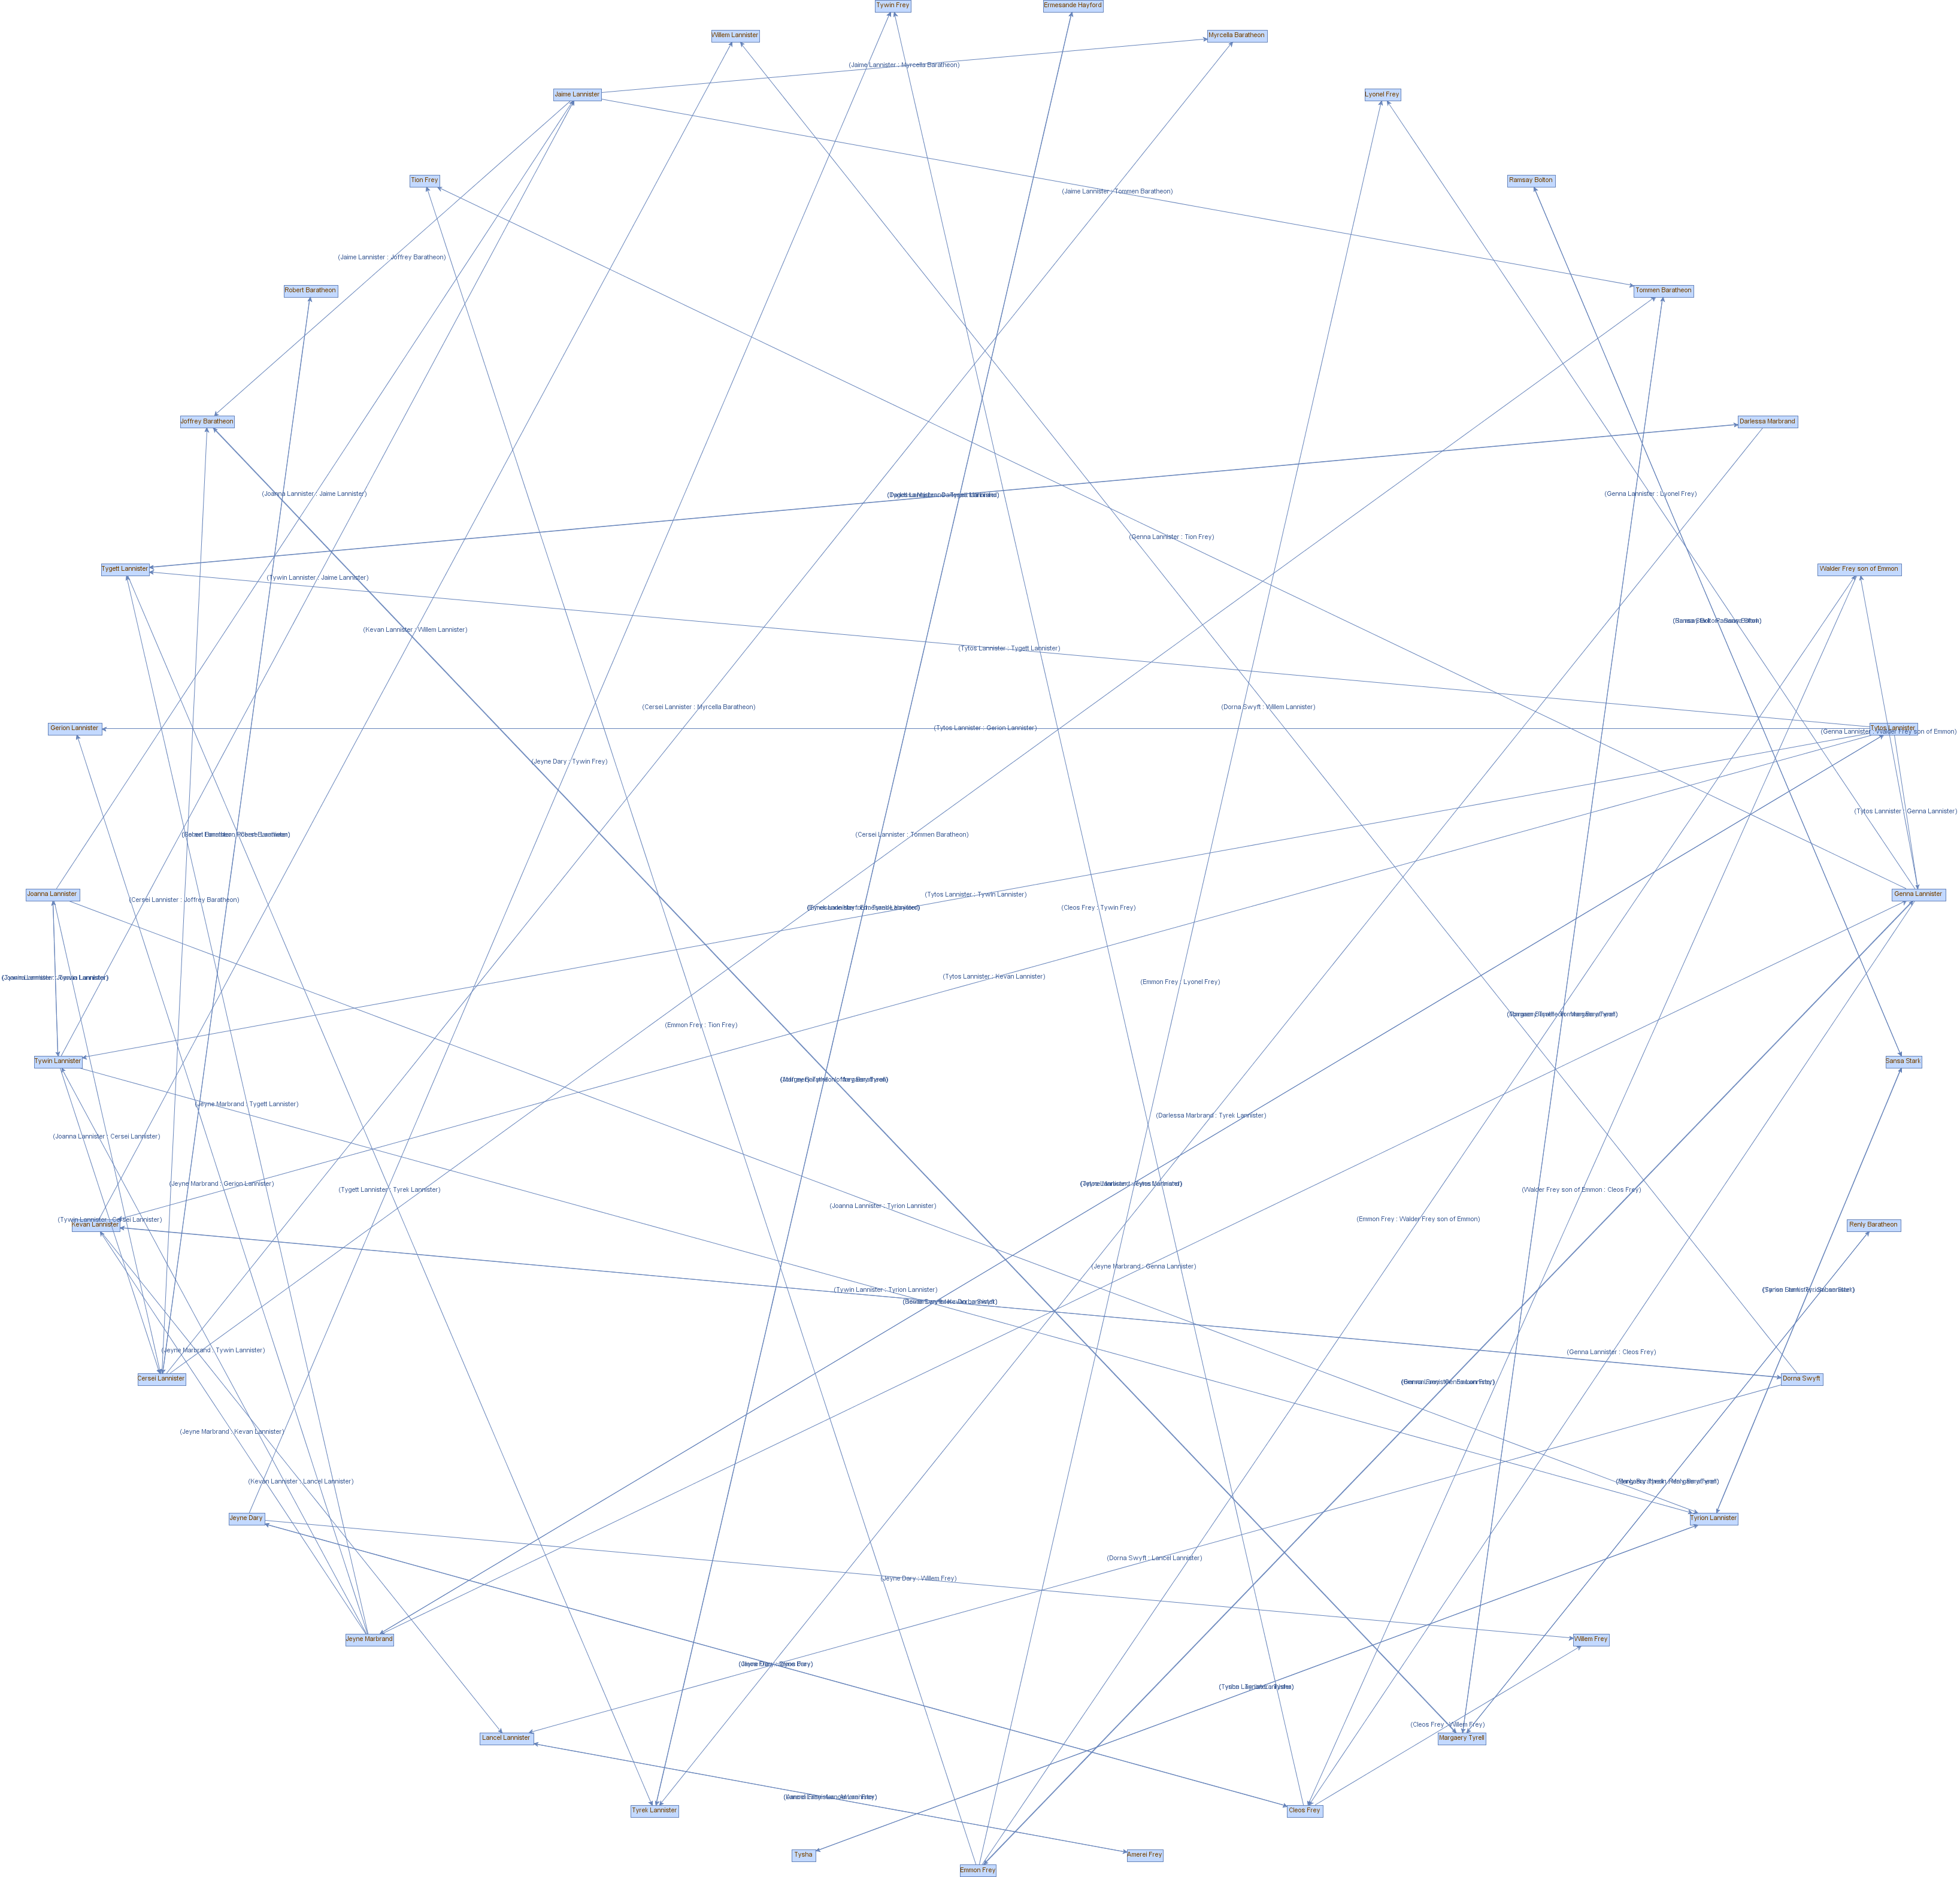 Tywin Frey
Ermesande Hayford
Willem Lannister
Myrcella Baratheon
(Jaime Lannister : Myrcella Baratheon)
Jaime Lannister
Lyonel Frey
Tion Frey
Ramsay Bolton
(Jaime Lannister : Tommen Baratheon)
(Jaime Lannister : Joffrey Baratheon)
Robert Baratheon
Tommen Baratheon
Joffrey Baratheon
Darlessa Marbrand
(Joanna Lannister : Jaime Lannister)
(Genna Lannister : Lyonel Frey)
(Genna Lannister : Tion Frey)
Tygett Lannister
Walder Frey son of Emmon
(Tywin Lannister : Jaime Lannister)
(Kevan Lannister : Willem Lannister)
(Tytos Lannister : Tygett Lannister)
(Cersei Lannister : Myrcella Baratheon)
(Dorna Swyft : Willem Lannister)
Gerion Lannister
(Tytos Lannister : Gerion Lannister)
Tytos Lannister
(Genna Lannister : Walder Frey son of Emmon)
(Jeyne Dary : Tywin Frey)
(Tytos Lannister : Genna Lannister)
(Cersei Lannister : Tommen Baratheon)
Joanna Lannister
(Cersei Lannister : Joffrey Baratheon)
(Tytos Lannister : Tywin Lannister)
(Cleos Frey : Tywin Frey)
Genna Lannister
(Tytos Lannister : Kevan Lannister)
(Emmon Frey : Lyonel Frey)
(Emmon Frey : Tion Frey)
Tywin Lannister
Sansa Stark
(Jeyne Marbrand : Tygett Lannister)
(Darlessa Marbrand : Tyrek Lannister)
(Joanna Lannister : Cersei Lannister)
(Jeyne Marbrand : Gerion Lannister)
(Tygett Lannister : Tyrek Lannister)
(Walder Frey son of Emmon : Cleos Frey)
(Joanna Lannister : Tyrion Lannister)
(Tywin Lannister : Cersei Lannister)
(Emmon Frey : Walder Frey son of Emmon)
Kevan Lannister
Renly Baratheon
(Jeyne Marbrand : Genna Lannister)
(Tywin Lannister : Tyrion Lannister)
(Jeyne Marbrand : Tywin Lannister)
(Genna Lannister : Cleos Frey)
Cersei Lannister
Dorna Swyft
(Jeyne Marbrand : Kevan Lannister)
(Kevan Lannister : Lancel Lannister)
Jeyne Dary
Tyrion Lannister
(Dorna Swyft : Lancel Lannister)
(Jeyne Dary : Willem Frey)
Jeyne Marbrand
Willem Frey
(Cleos Frey : Willem Frey)
Lancel Lannister
Margaery Tyrell
Tyrek Lannister
Cleos Frey
Tysha
Amerei Frey
Emmon Frey